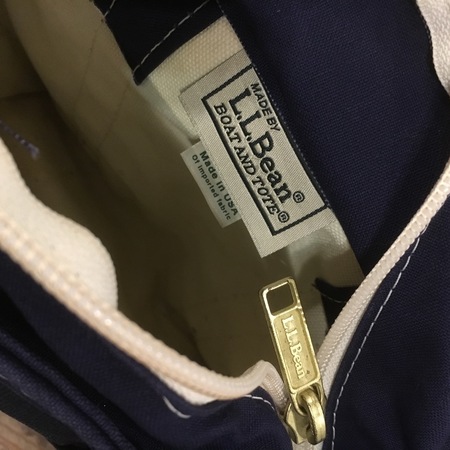 MADE BY
L.L.Bean®
BOAT AND TOTE®
Made in USA
Of imported fabric
L.L.Bean